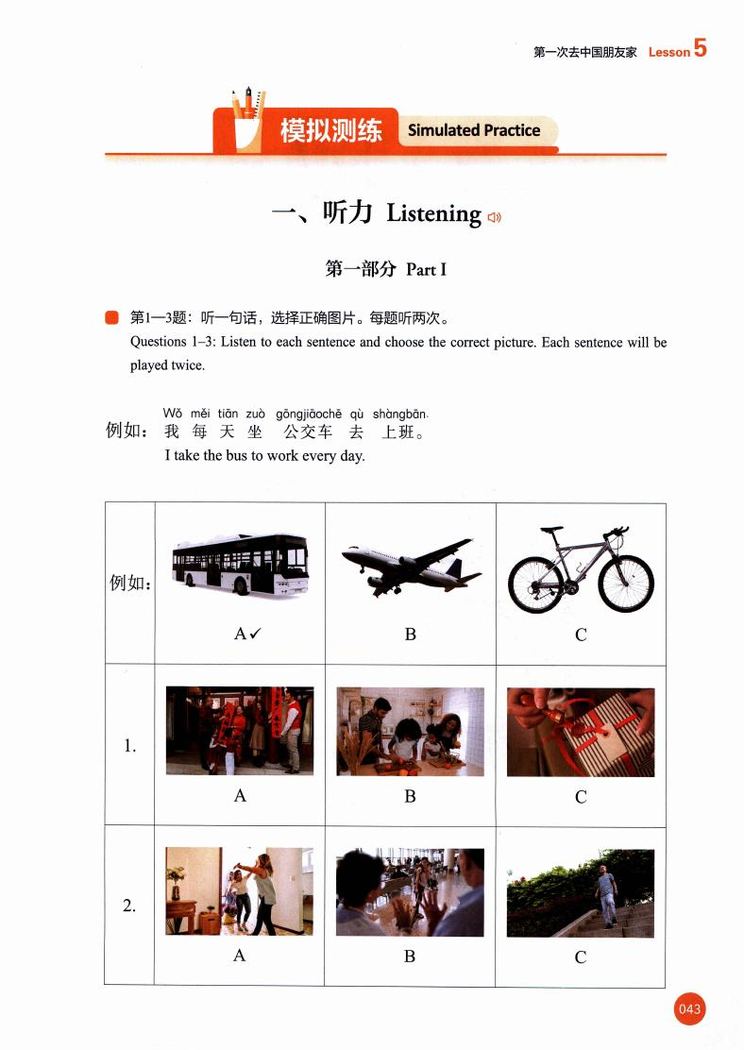 第一次去中国朋友家 Lesson 5
模拟测练 Simulated Practice
一、听力 Listening
第一部分 Part I
第1—3题：听一句话，选择正确图片。每题听两次。
Questions 1–3: Listen to each sentence and choose the correct picture. Each sentence will be
played twice.
Wǒ měi tiān zuò gōngjiāochē qù shàngbān.
例如： 我 每 天 坐 公交车 去 上班。
I take the bus to work every day.
例如：
A✓ B C
1.
A B C
2.
A B C
043